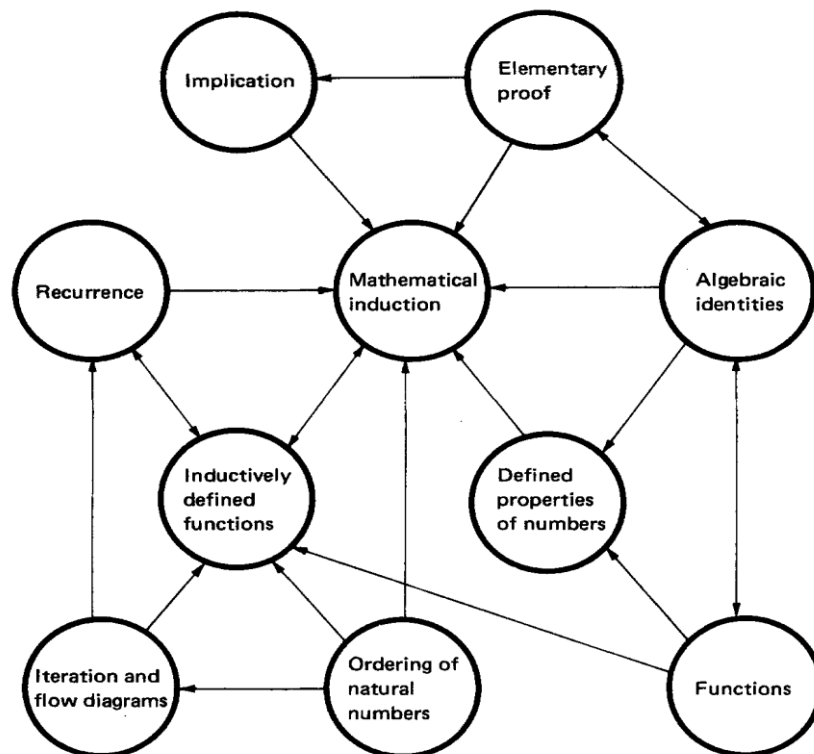 Implication
Elementary
proof
Recurrence
Mathematical
induction
Algebraic
identities
Inductively
defined
functions
Defined
properties
of numbers
Iteration and
flow diagrams
Ordering of
natural
numbers
Functions